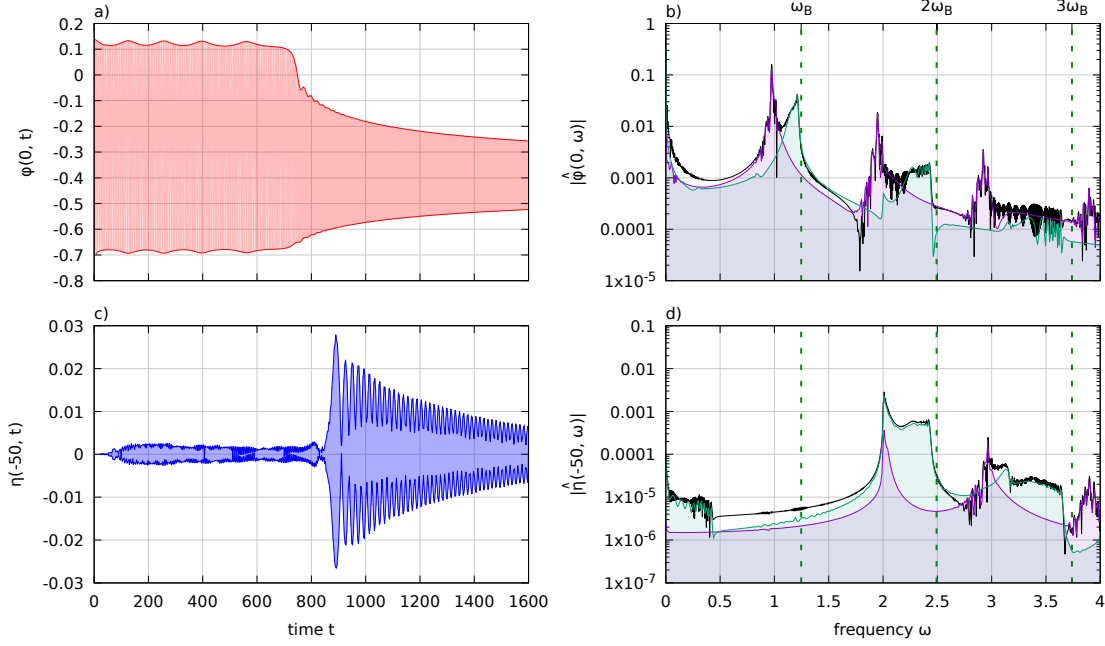 a)
0.2
0.1
0
-0.1
-0.2
-0.3
-0.4
-0.5
-0.6
-0.7
-0.8
φ(0, t)
b)
ω_B 2ω_B 3ω_B
1
0.1
0.01
0.001
0.0001
1x10^-5
|φ̂(0, ω)|
c)
0.03
0.02
0.01
0
-0.01
-0.02
-0.03
η(-50, t)
0 200 400 600 800 1000 1200 1400 1600
time t
d)
0.1
0.01
0.001
0.0001
1x10^-5
1x10^-6
1x10^-7
|η̂(-50, ω)|
0 0.5 1 1.5 2 2.5 3 3.5 4
frequency ω